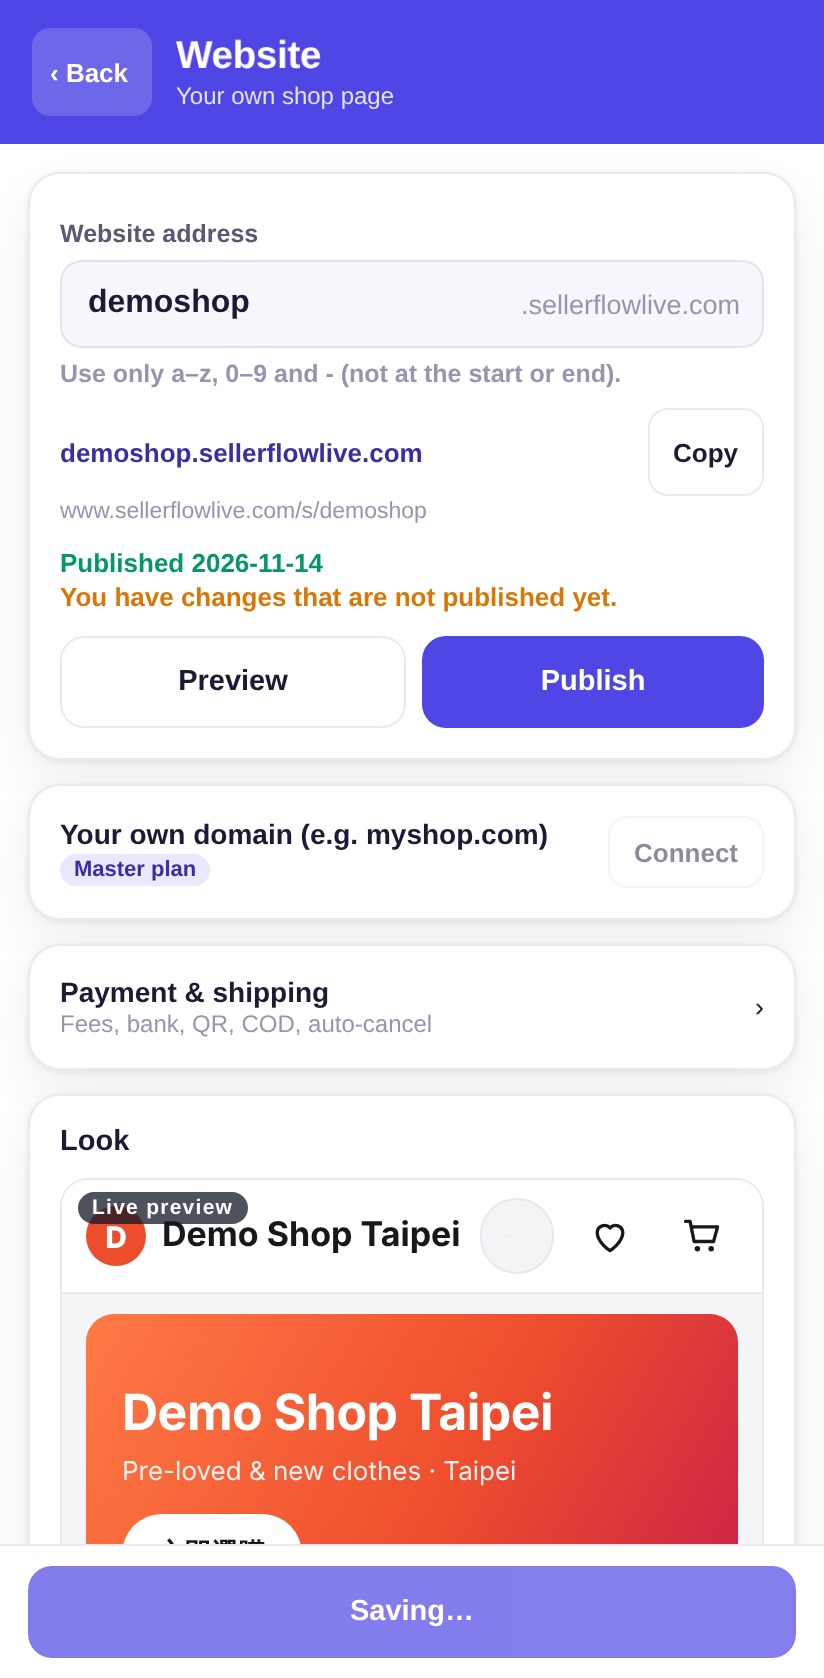 ‹ Back
Website
Your own shop page
Website address
demoshop
.sellerflowlive.com
Use only a–z, 0–9 and - (not at the start or end).
demoshop.sellerflowlive.com
Copy
www.sellerflowlive.com/s/demoshop
Published 2026-11-14
You have changes that are not published yet.
Preview
Publish
Your own domain (e.g. myshop.com)
Master plan
Connect
Payment & shipping
Fees, bank, QR, COD, auto-cancel
›
Look
Live preview
D
Demo Shop Taipei
Demo Shop Taipei
Pre-loved & new clothes · Taipei
Saving…